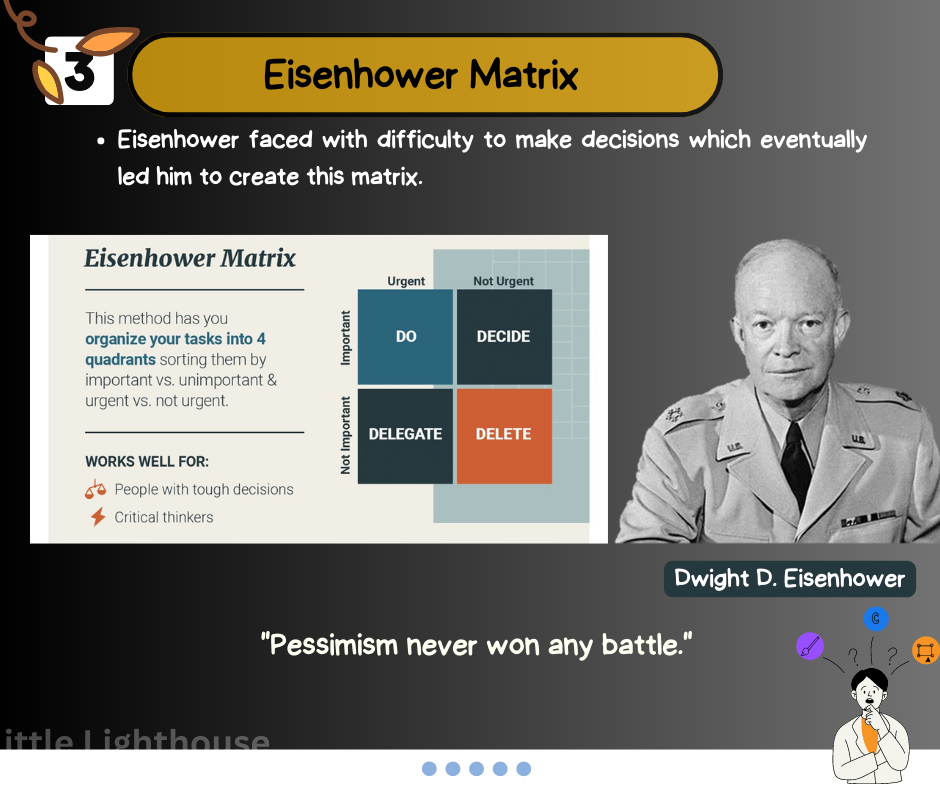 3
Eisenhower Matrix
• Eisenhower faced with difficulty to make decisions which eventually
led him to create this matrix.
Eisenhower Matrix
This method has you
organize your tasks into 4
quadrants sorting them by
important vs. unimportant &
urgent vs. not urgent.
WORKS WELL FOR:
People with tough decisions
Critical thinkers
Urgent
Not Urgent
Important
DO
DECIDE
Not Important
DELEGATE
DELETE
U.S.
U.S.
Dwight D. Eisenhower
"Pessimism never won any battle."
C
? ?
ittle Lighthouse